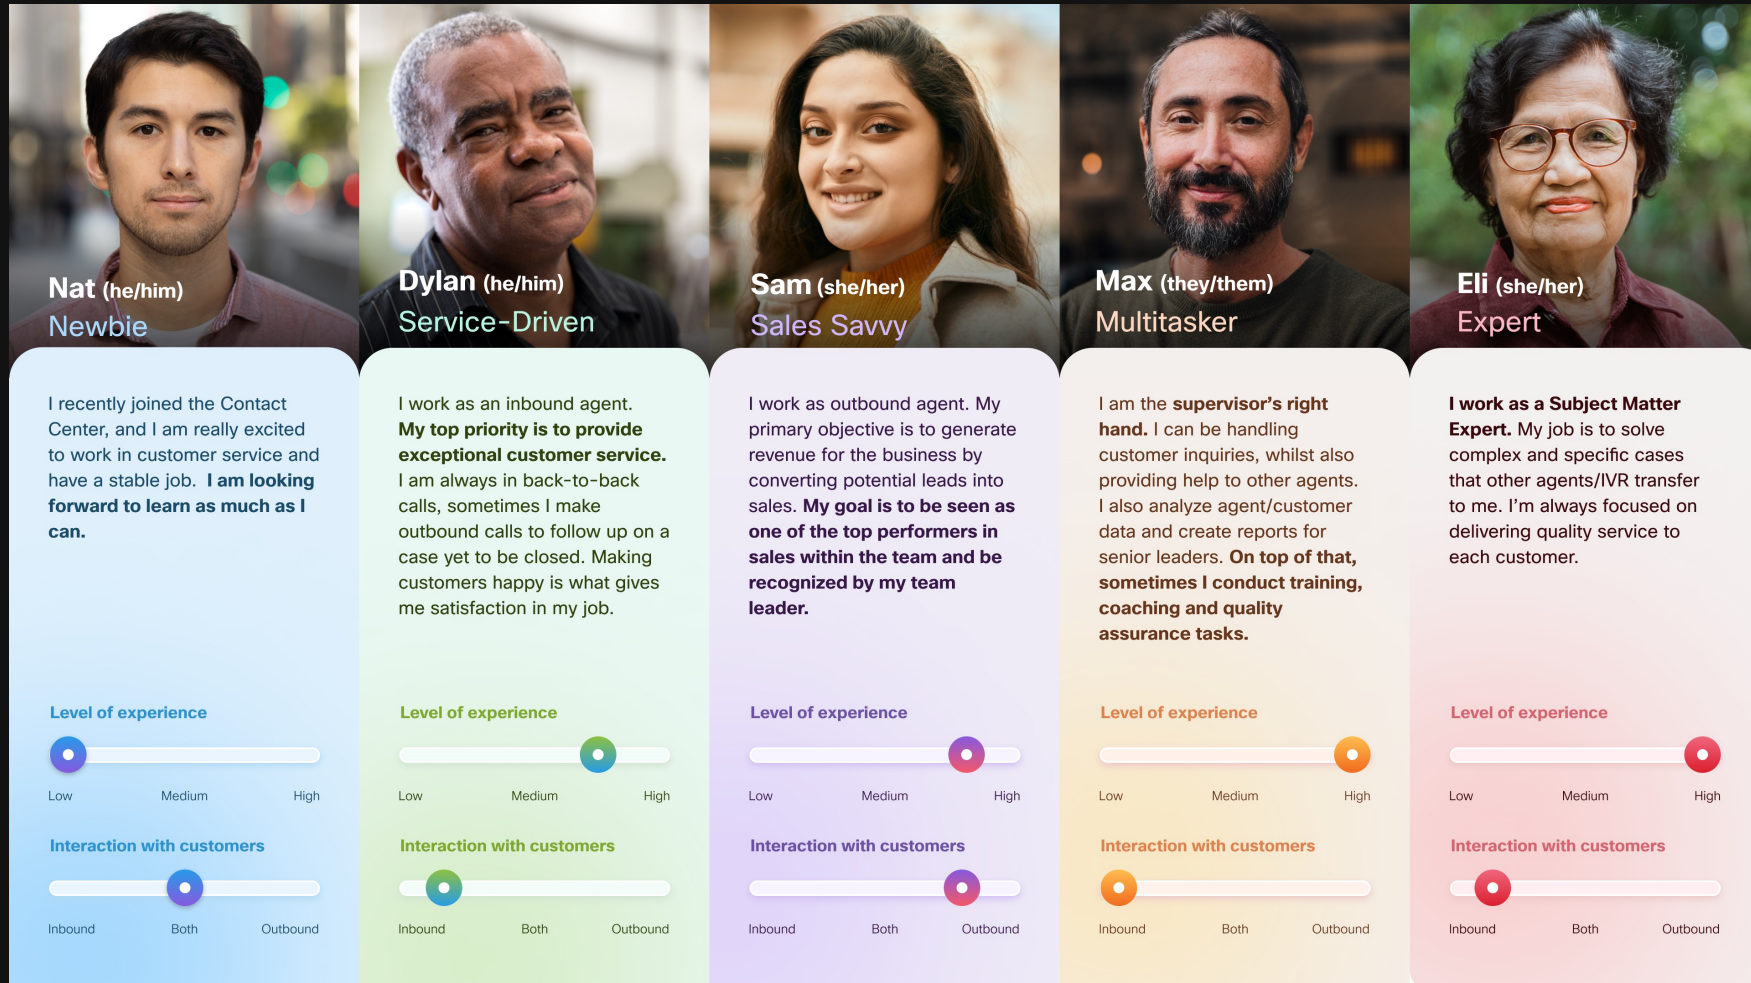 Nat (he/him)
Newbie
I recently joined the Contact
Center, and I am really excited
to work in customer service and
have a stable job. I am looking
forward to learn as much as I
can.
Level of experience
Low Medium High
Interaction with customers
Inbound Both Outbound
Dylan (he/him)
Service-Driven
I work as an inbound agent.
My top priority is to provide
exceptional customer service.
I am always in back-to-back
calls, sometimes I make
outbound calls to follow up on a
case yet to be closed. Making
customers happy is what gives
me satisfaction in my job.
Level of experience
Low Medium High
Interaction with customers
Inbound Both Outbound
Sam (she/her)
Sales Savvy
I work as outbound agent. My
primary objective is to generate
revenue for the business by
converting potential leads into
sales. My goal is to be seen as
one of the top performers in
sales within the team and be
recognized by my team
leader.
Level of experience
Low Medium High
Interaction with customers
Inbound Both Outbound
Max (they/them)
Multitasker
I am the supervisor's right
hand. I can be handling
customer inquiries, whilst also
providing help to other agents.
I also analyze agent/customer
data and create reports for
senior leaders. On top of that,
sometimes I conduct training,
coaching and quality
assurance tasks.
Level of experience
Low Medium High
Interaction with customers
Inbound Both Outbound
Eli (she/her)
Expert
I work as a Subject Matter
Expert. My job is to solve
complex and specific cases
that other agents/IVR transfer
to me. I'm always focused on
delivering quality service to
each customer.
Level of experience
Low Medium High
Interaction with customers
Inbound Both Outbound